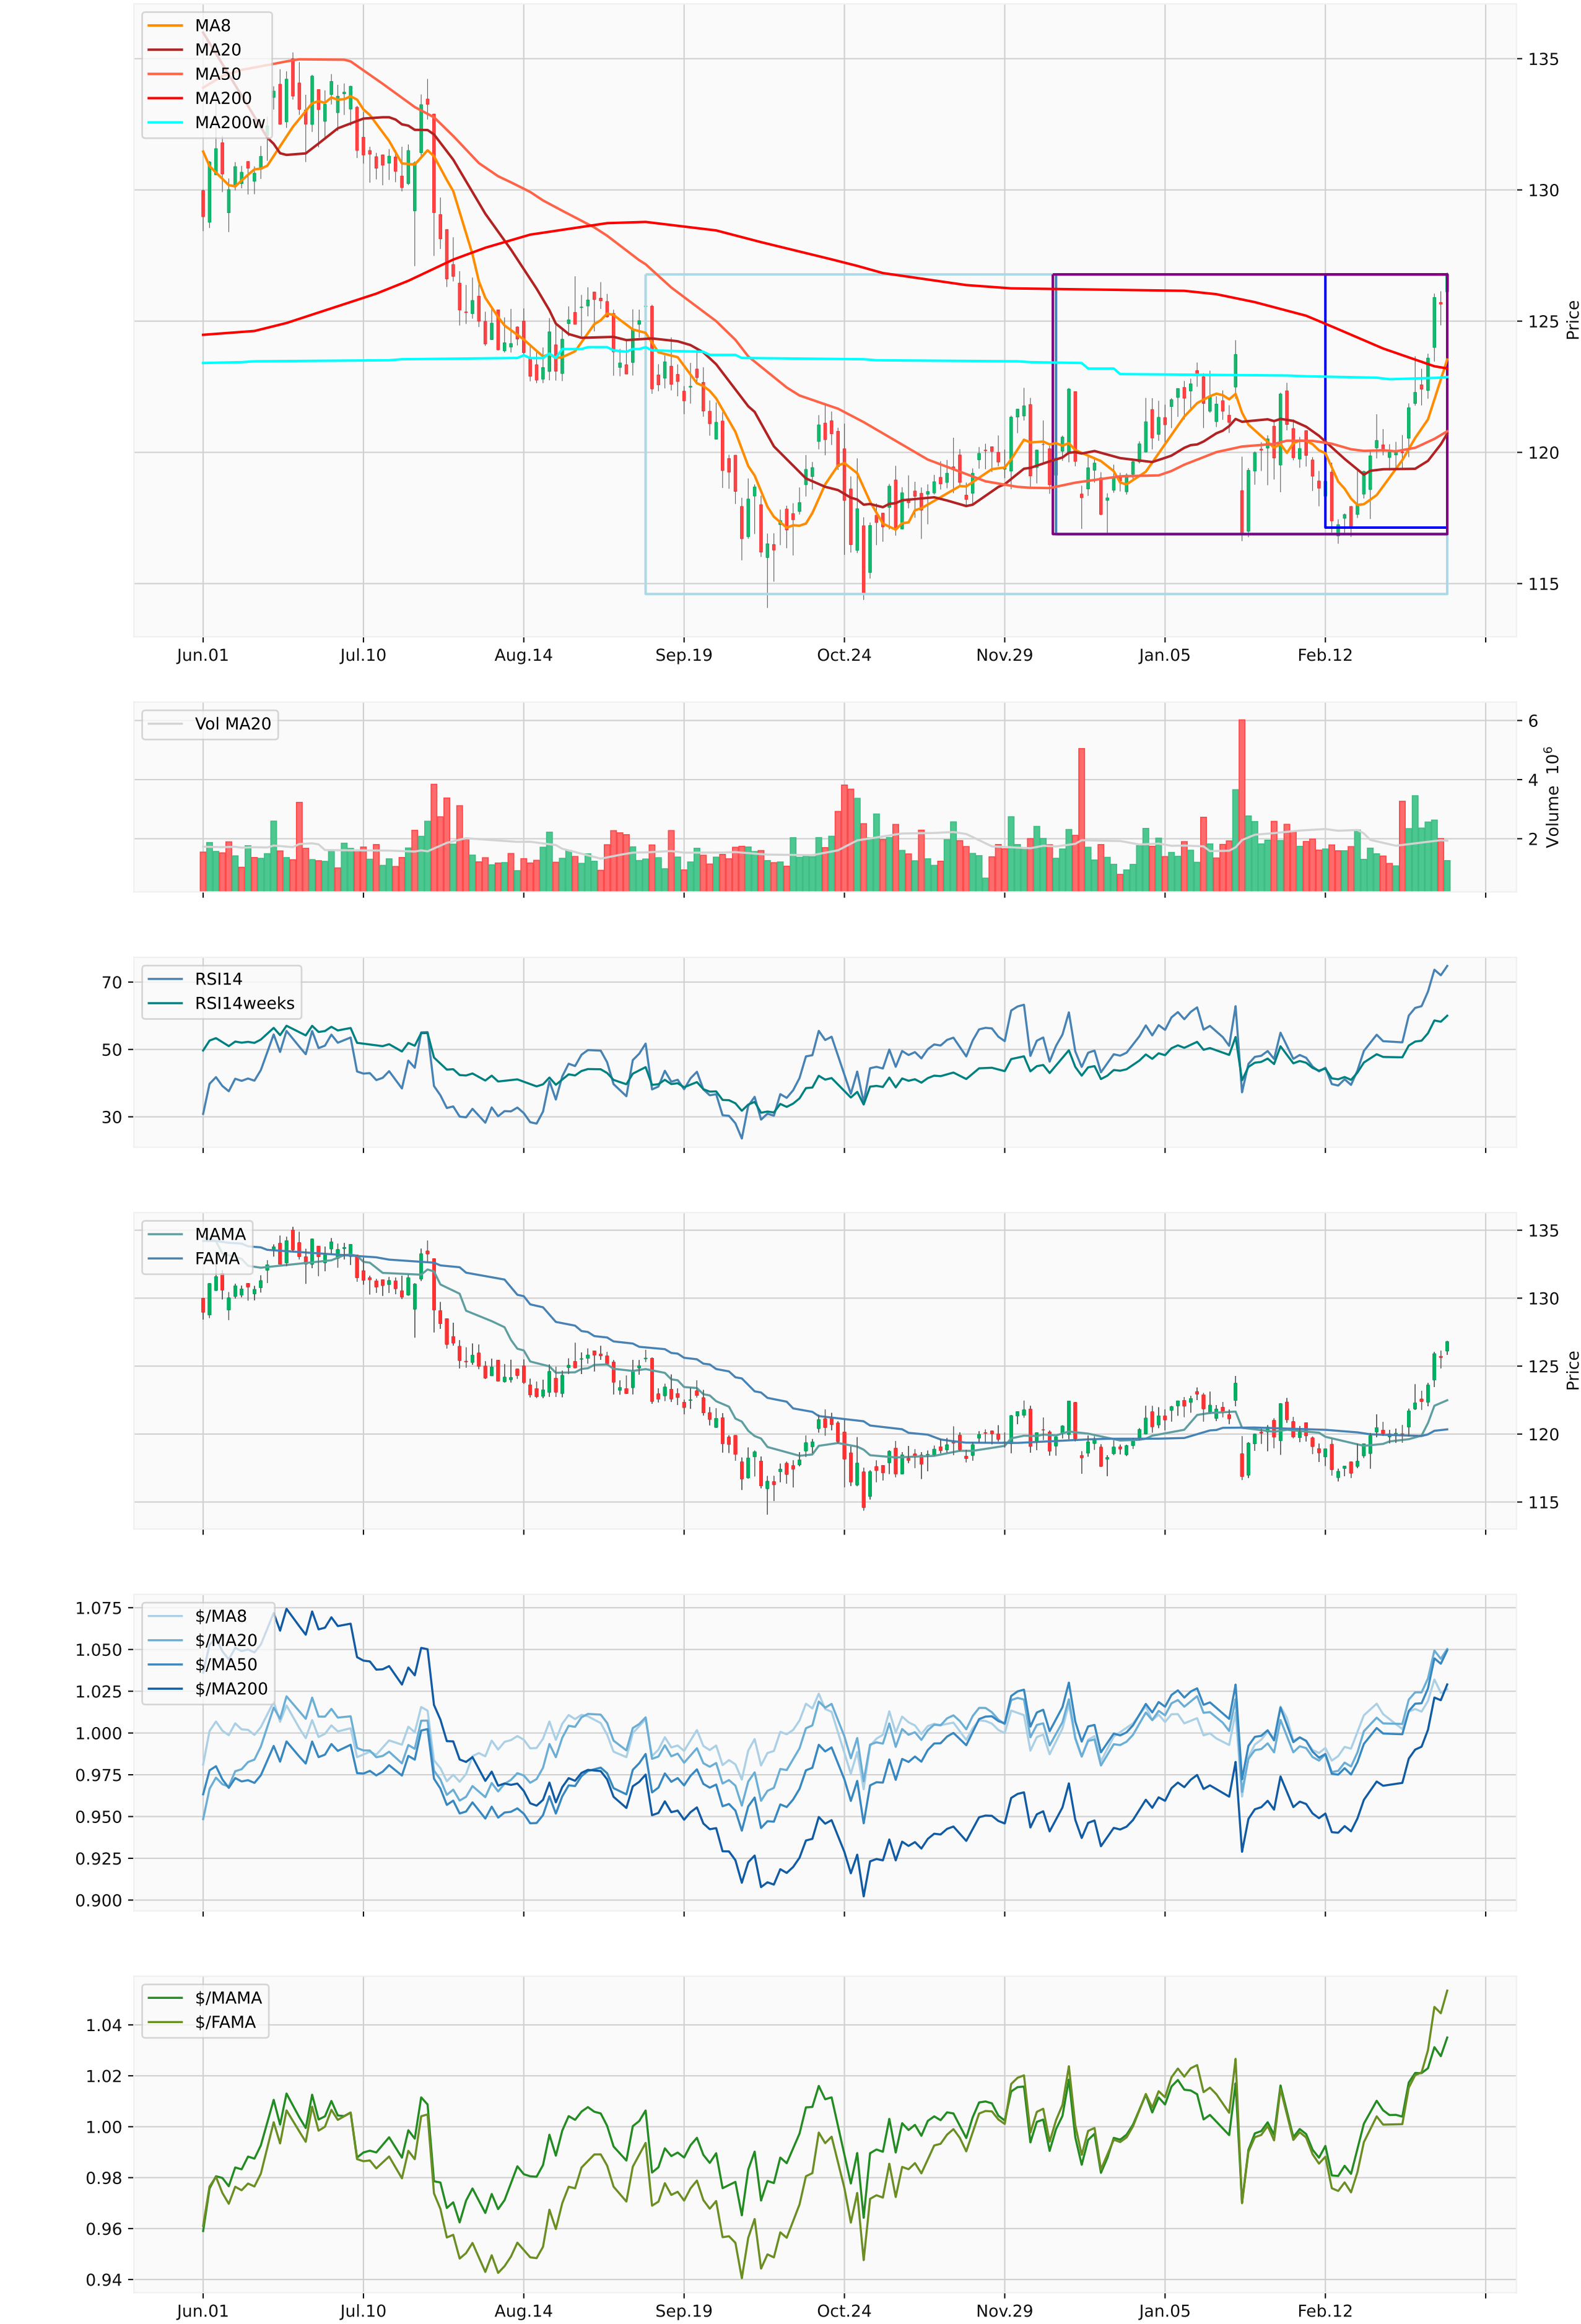 MA8
MA20
MA50
MA200
MA200w
135
130
125
120
115
Price
Jun.01 Jul.10 Aug.14 Sep.19 Oct.24 Nov.29 Jan.05 Feb.12
Vol MA20
6
4
2
Volume 10⁶
RSI14
RSI14weeks
70
50
30
MAMA
FAMA
135
130
125
120
115
Price
$/MA8
$/MA20
$/MA50
$/MA200
1.075
1.050
1.025
1.000
0.975
0.950
0.925
0.900
$/MAMA
$/FAMA
1.04
1.02
1.00
0.98
0.96
0.94
Jun.01 Jul.10 Aug.14 Sep.19 Oct.24 Nov.29 Jan.05 Feb.12